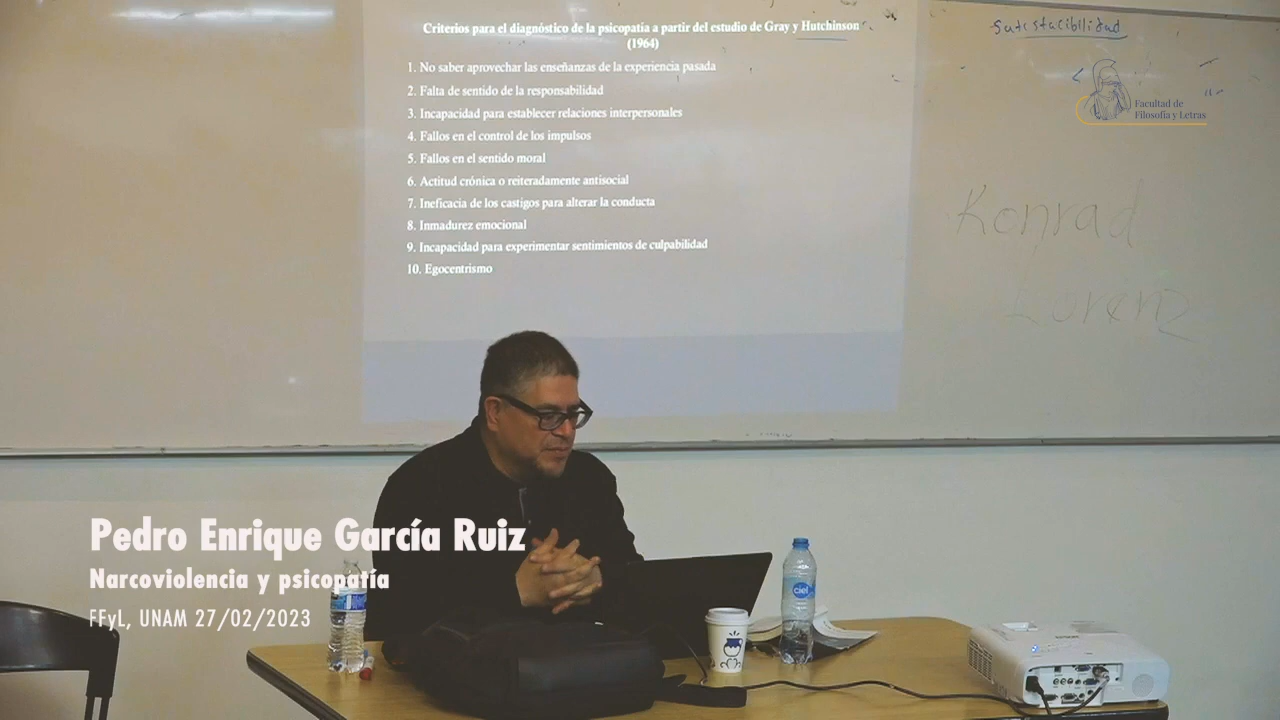 Criterios para el diagnóstico de la psicopatía a partir del estudio de Gray y Hutchinson
(1964)
1. No saber aprovechar las enseñanzas de la experiencia pasada
2. Falta de sentido de la responsabilidad
3. Incapacidad para establecer relaciones interpersonales
4. Fallos en el control de los impulsos
5. Fallos en el sentido moral
6. Actitud crónica o reiteradamente antisocial
7. Ineficacia de los castigos para alterar la conducta
8. Inmadurez emocional
9. Incapacidad para experimentar sentimientos de culpabilidad
10. Egocentrismo
Facultad de
Filosofía y Letras
Konrad
Lorenz
Pedro Enrique García Ruiz
Narcoviolencia y psicopatía
FFyL, UNAM 27/02/2023
ciel